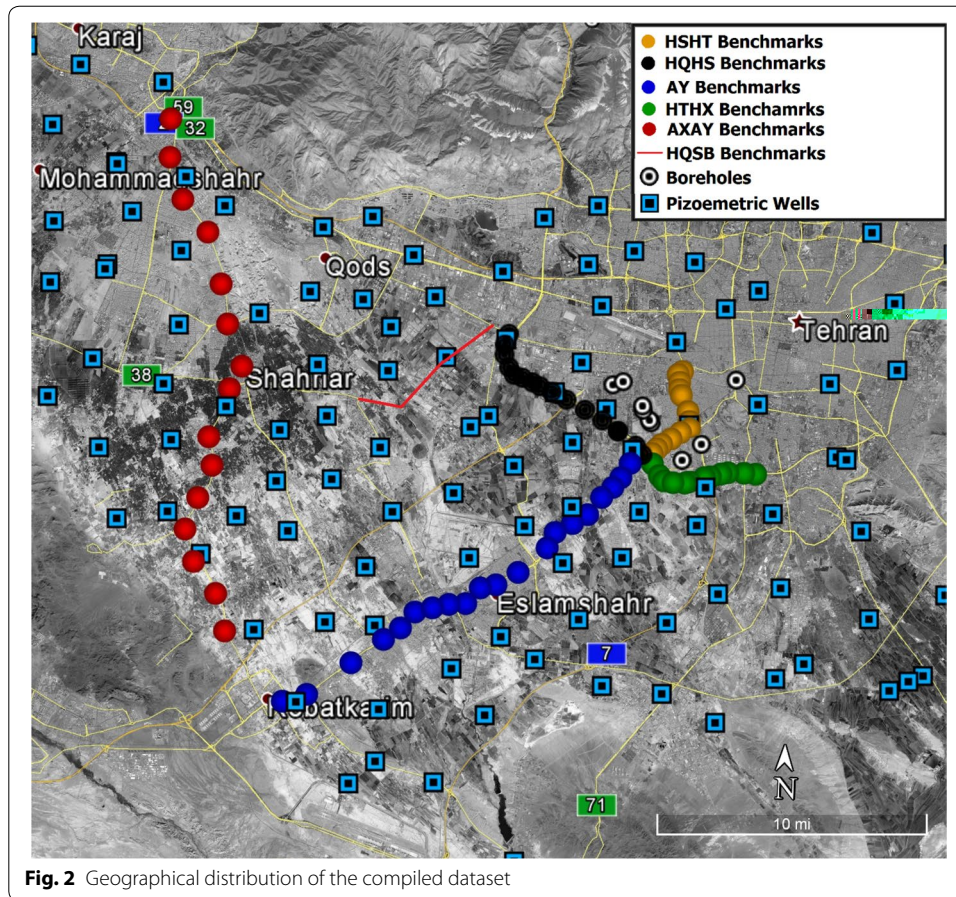 Karaj
HSHT Benchmarks
HQHS Benchmarks
AY Benchmarks
HTHX Benchamrks
AXAY Benchmarks
HQSB Benchmarks
Boreholes
Pizoemetric Wells
59
32
Mohammadshahr
Qods
Tehran
38
Shahriar
Eslamshahr
7
Robatkarim
71
N
10 mi
Fig. 2 Geographical distribution of the compiled dataset